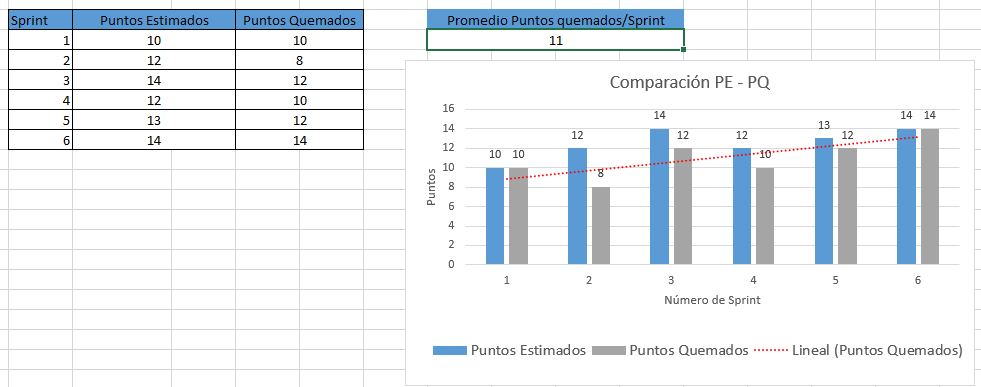 Sprint Puntos Estimados Puntos Quemados
1 10 10
2 12 8
3 14 12
4 12 10
5 13 12
6 14 14
Promedio Puntos quemados/Sprint
11
Comparación PE - PQ
16
14
12
10
8
6
4
2
0
Puntos
10 10 12 8 14 12 12 10 13 12 14 14
1 2 3 4 5 6
Número de Sprint
Puntos Estimados Puntos Quemados Lineal (Puntos Quemados)